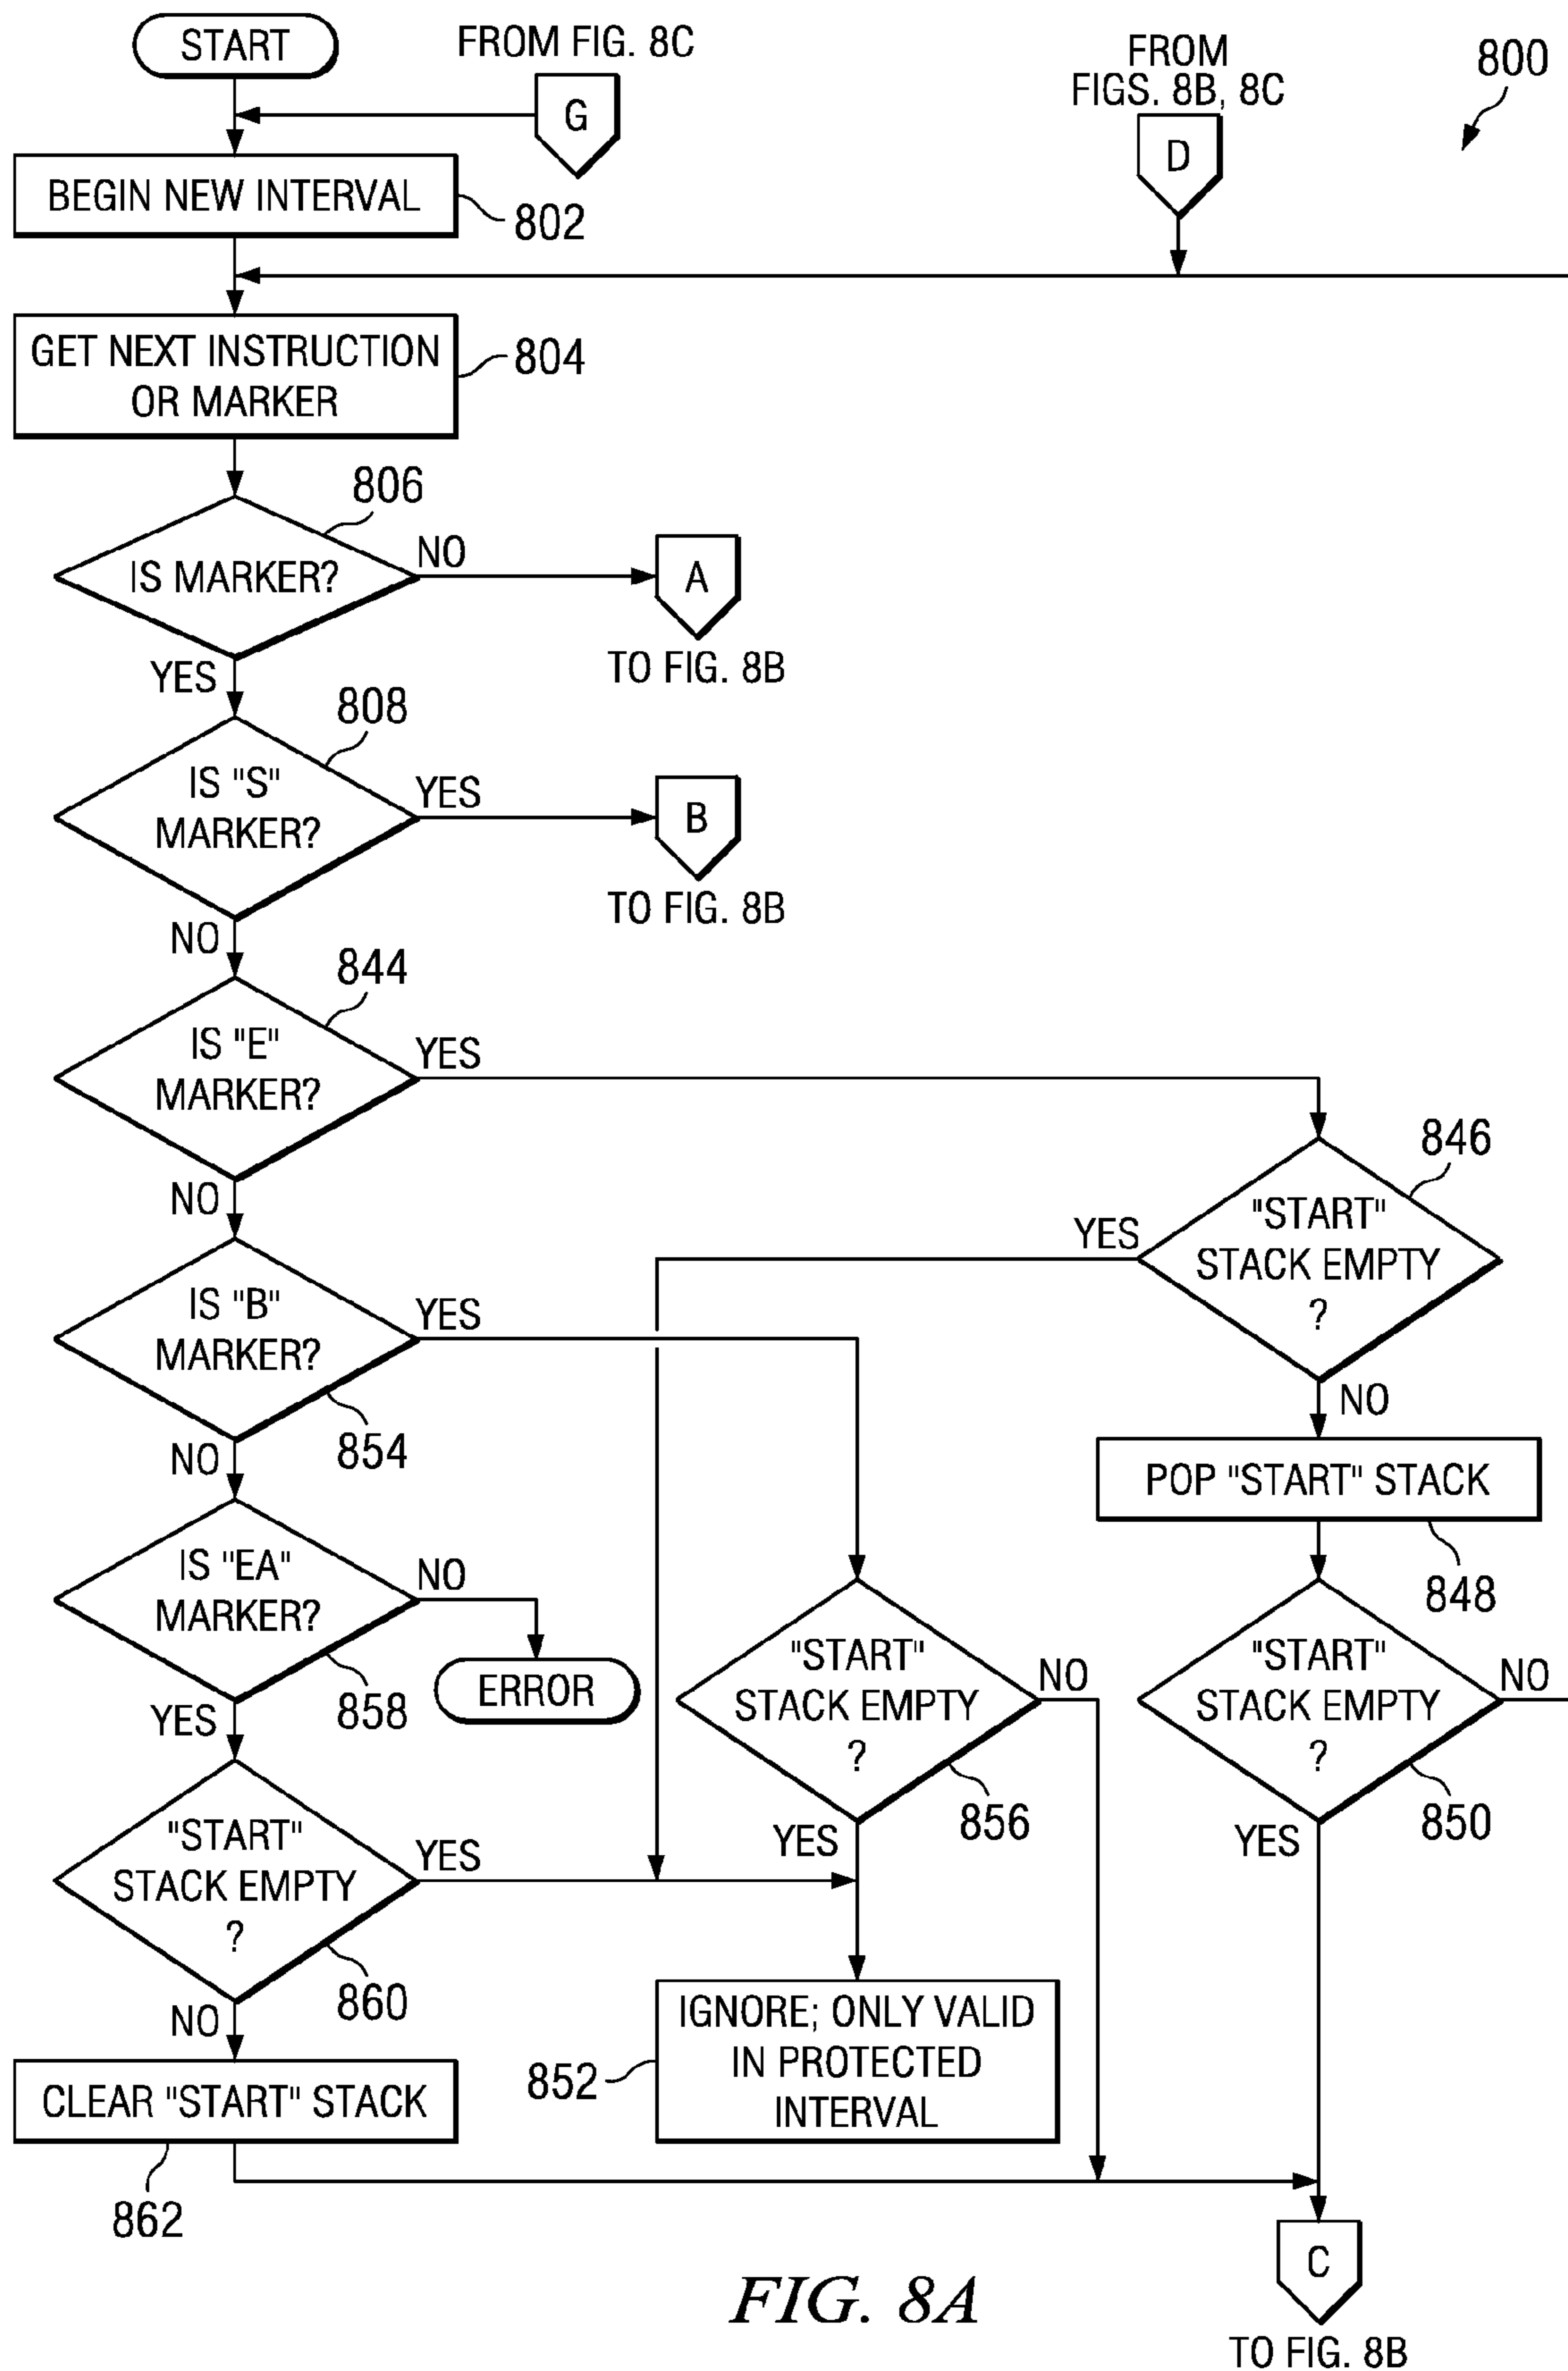 START
FROM FIG. 8C
G
FROM
FIGS. 8B, 8C
D
800
BEGIN NEW INTERVAL
802
GET NEXT INSTRUCTION
OR MARKER
804
806
IS MARKER?
NO
A
TO FIG. 8B
YES
808
IS "S"
MARKER?
YES
B
TO FIG. 8B
NO
844
IS "E"
MARKER?
YES
846
"START"
STACK EMPTY
?
YES
NO
NO
IS "B"
MARKER?
YES
854
NO
POP "START" STACK
848
IS "EA"
MARKER?
NO
ERROR
858
YES
"START"
STACK EMPTY
?
NO
856
YES
"START"
STACK EMPTY
?
NO
850
YES
"START"
STACK EMPTY
?
YES
860
NO
IGNORE; ONLY VALID
IN PROTECTED
INTERVAL
852
CLEAR "START" STACK
862
C
TO FIG. 8B
FIG. 8A